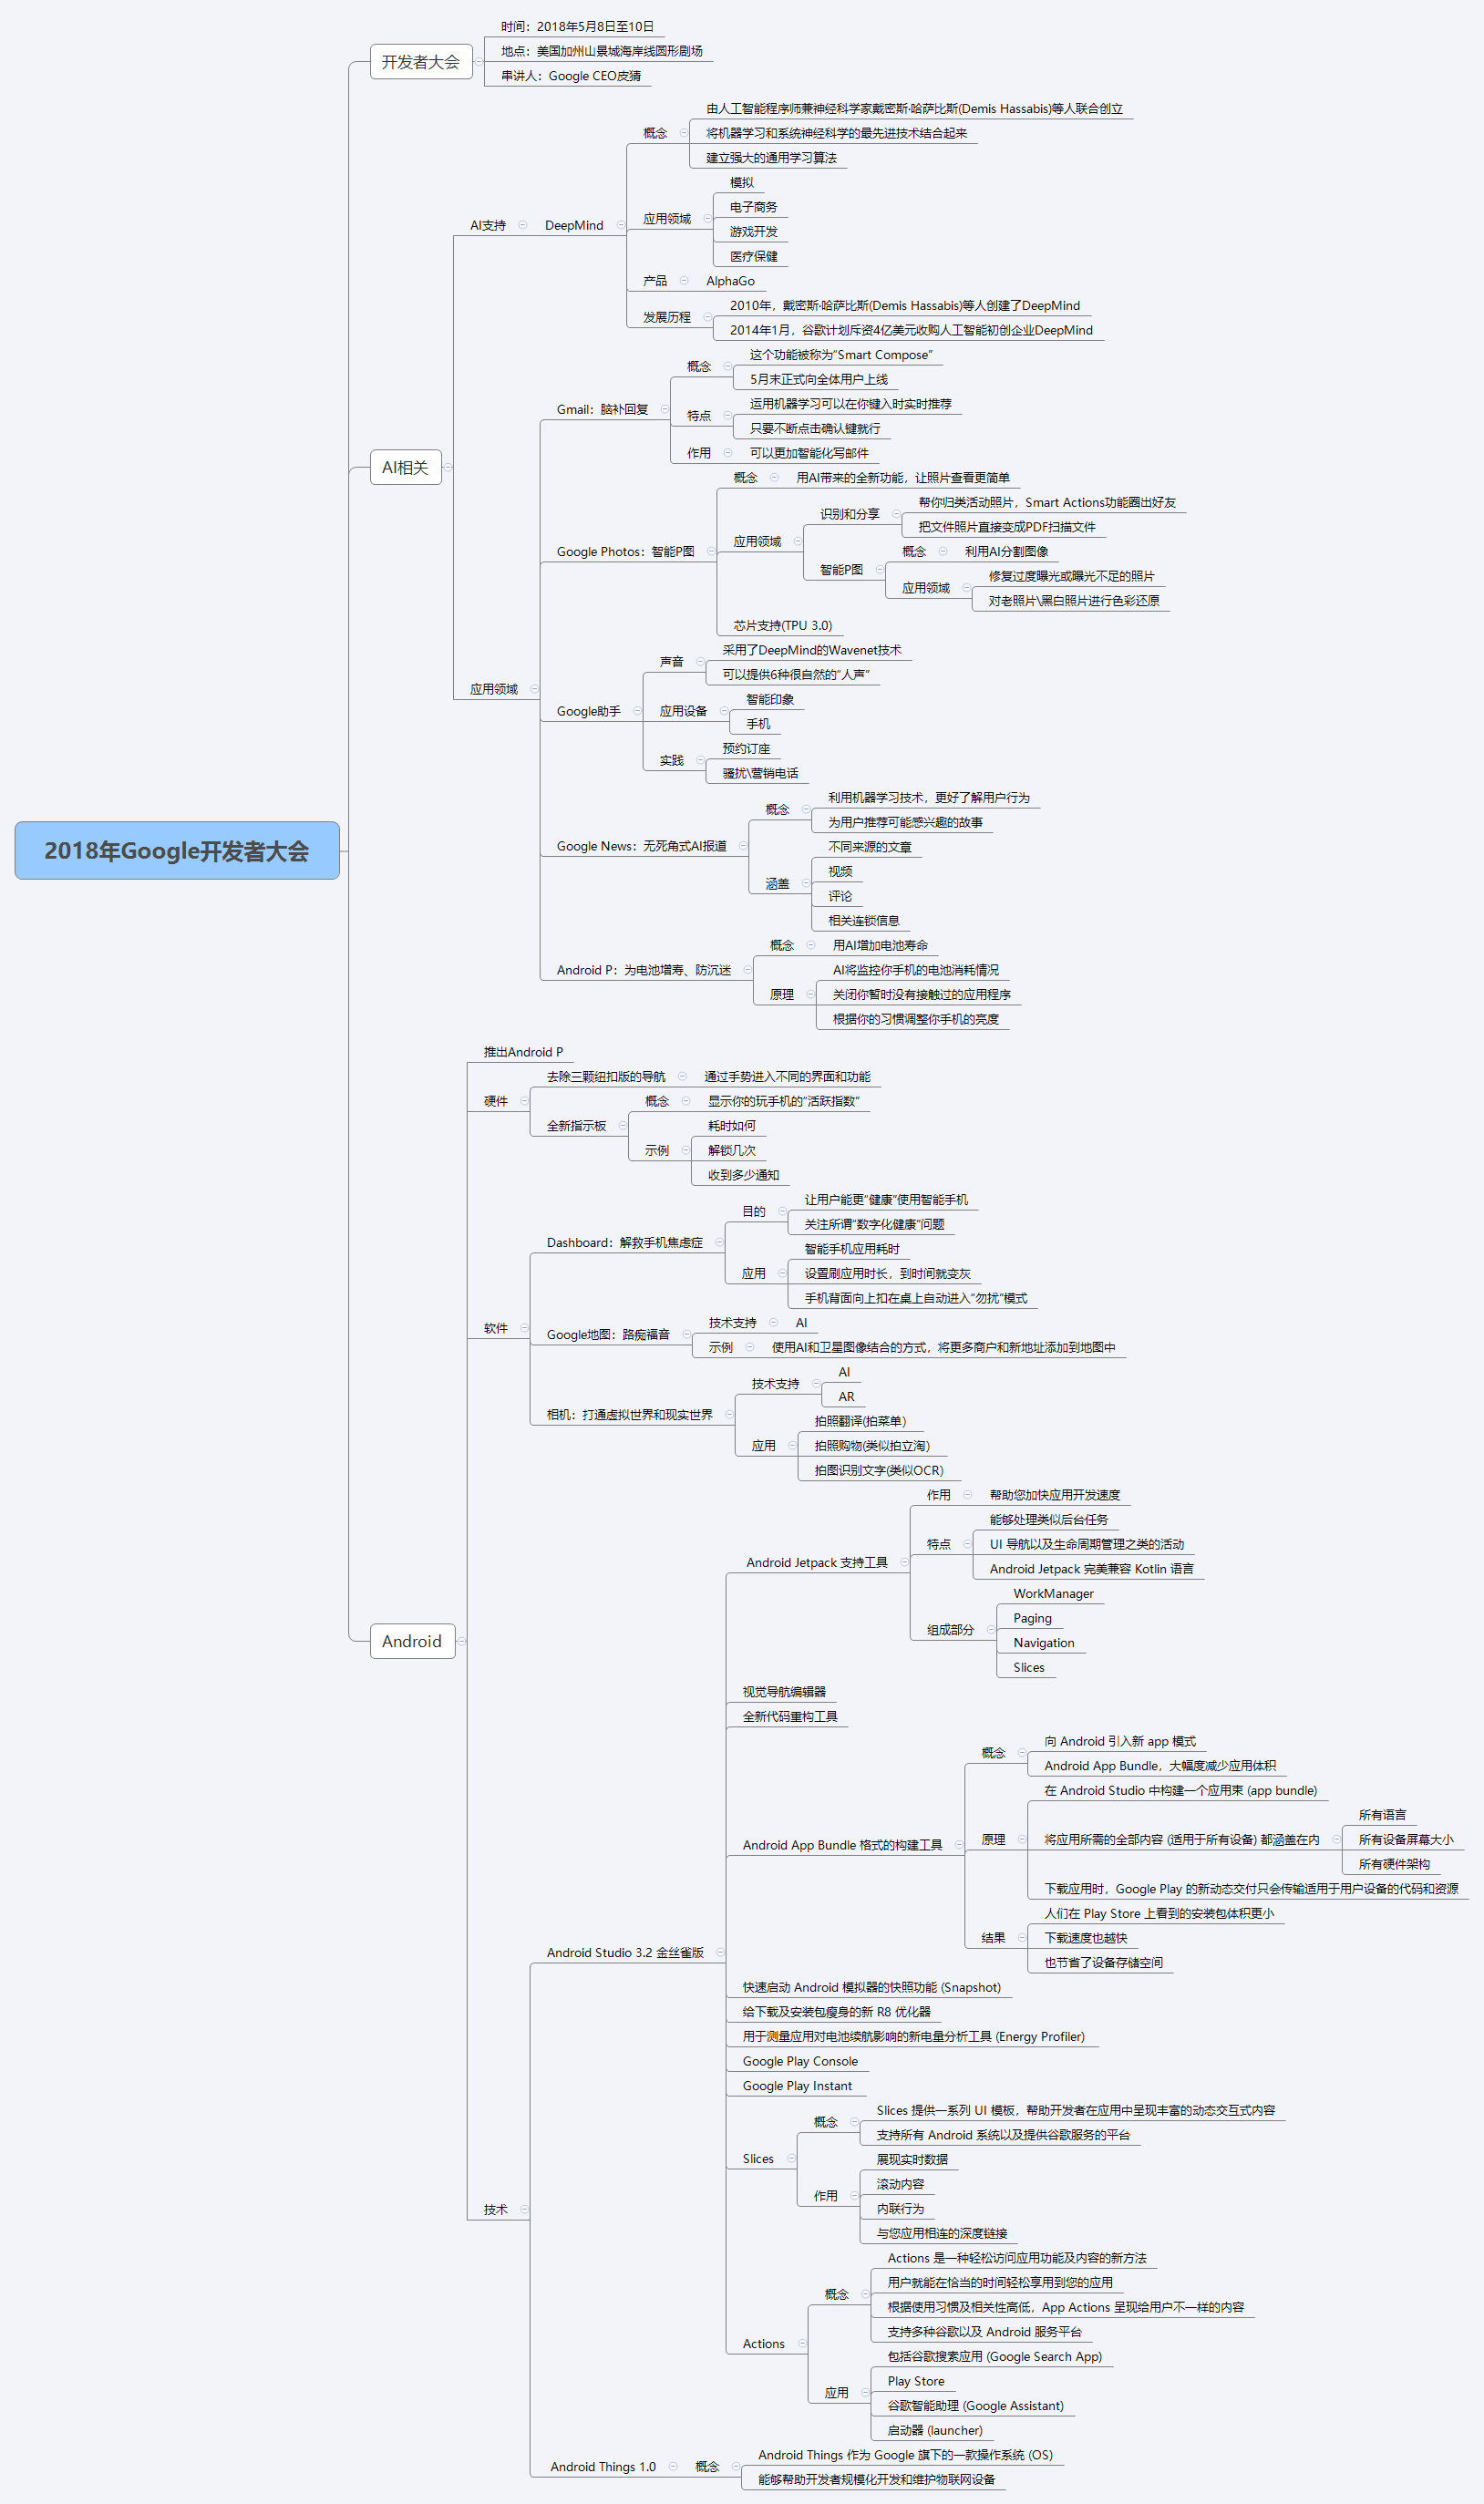 2018年Google开发者大会
开发者大会
时间：2018年5月8日至10日
地点：美国加州山景城海岸线圆形剧场
串讲人：Google CEO皮猜
AI相关
AI支持
DeepMind
概念
由人工智能程序师兼神经科学家戴密斯·哈萨比斯(Demis Hassabis)等人联合创立
将机器学习和系统神经科学的最先进技术结合起来
建立强大的通用学习算法
应用领域
模拟
电子商务
游戏开发
医疗保健
产品
AlphaGo
发展历程
2010年，戴密斯·哈萨比斯(Demis Hassabis)等人创建了DeepMind
2014年1月，谷歌计划斥资4亿美元收购人工智能初创企业DeepMind
应用领域
Gmail：脑补回复
概念
这个功能被称为“Smart Compose”
5月末正式向全体用户上线
特点
运用机器学习可以在你键入时实时推荐
只要不断点击确认键就行
作用
可以更加智能化写邮件
Google Photos：智能P图
概念
用AI带来的全新功能，让照片查看更简单
应用领域
识别和分享
帮你归类活动照片，Smart Actions功能圈出好友
把文件照片直接变成PDF扫描文件
智能P图
概念
利用AI分割图像
应用领域
修复过度曝光或曝光不足的照片
对老照片\黑白照片进行色彩还原
芯片支持(TPU 3.0)
Google助手
声音
采用了DeepMind的Wavenet技术
可以提供6种很自然的“人声”
应用设备
智能印象
手机
实践
预约订座
骚扰\营销电话
Google News：无死角式AI报道
概念
利用机器学习技术，更好了解用户行为
为用户推荐可能感兴趣的故事
涵盖
不同来源的文章
视频
评论
相关连锁信息
Android P：为电池增寿、防沉迷
概念
用AI增加电池寿命
原理
AI将监控你手机的电池消耗情况
关闭你暂时没有接触过的应用程序
根据你的习惯调整你手机的亮度
Android
推出Android P
硬件
去除三颗纽扣版的导航
通过手势进入不同的界面和功能
全新指示板
概念
显示你的玩手机的“活跃指数”
示例
耗时如何
解锁几次
收到多少通知
软件
Dashboard：解救手机焦虑症
目的
让用户能更“健康”使用智能手机
关注所谓“数字化健康”问题
应用
智能手机应用耗时
设置刷应用时长，到时间就变灰
手机背面向上扣在桌上自动进入“勿扰”模式
Google地图：路痴福音
技术支持
AI
示例
使用AI和卫星图像结合的方式，将更多商户和新地址添加到地图中
相机：打通虚拟世界和现实世界
技术支持
AI
AR
应用
拍照翻译(拍菜单)
拍照购物(类似拍立淘)
拍图识别文字(类似OCR)
技术
Android Studio 3.2 金丝雀版
Android Jetpack 支持工具
作用
帮助您加快应用开发速度
特点
能够处理类似后台任务
UI 导航以及生命周期管理之类的活动
Android Jetpack 完美兼容 Kotlin 语言
组成部分
WorkManager
Paging
Navigation
Slices
视觉导航编辑器
全新代码重构工具
Android App Bundle 格式的构建工具
概念
向 Android 引入新 app 模式
Android App Bundle，大幅度减少应用体积
原理
在 Android Studio 中构建一个应用束 (app bundle)
将应用所需的全部内容 (适用于所有设备) 都涵盖在内
所有语言
所有设备屏幕大小
所有硬件架构
下载应用时，Google Play 的新动态交付只会传输适用于用户设备的代码和资源
结果
人们在 Play Store 上看到的安装包体积更小
下载速度也越快
也节省了设备存储空间
快速启动 Android 模拟器的快照功能 (Snapshot)
给下载及安装包瘦身的新 R8 优化器
用于测量应用对电池续航影响的新电量分析工具 (Energy Profiler)
Google Play Console
Google Play Instant
Slices
概念
Slices 提供一系列 UI 模板，帮助开发者在应用中呈现丰富的动态交互式内容
支持所有 Android 系统以及提供谷歌服务的平台
作用
展现实时数据
滚动内容
内联行为
与您应用相连的深度链接
Actions
概念
Actions 是一种轻松访问应用功能及内容的新方法
用户就能在恰当的时间轻松享用到您的应用
根据使用习惯及相关性高低，App Actions 呈现给用户不一样的内容
支持多种谷歌以及 Android 服务平台
应用
包括谷歌搜索应用 (Google Search App)
Play Store
谷歌智能助理 (Google Assistant)
启动器 (launcher)
Android Things 1.0
概念
Android Things 作为 Google 旗下的一款操作系统 (OS)
能够帮助开发者规模化开发和维护物联网设备